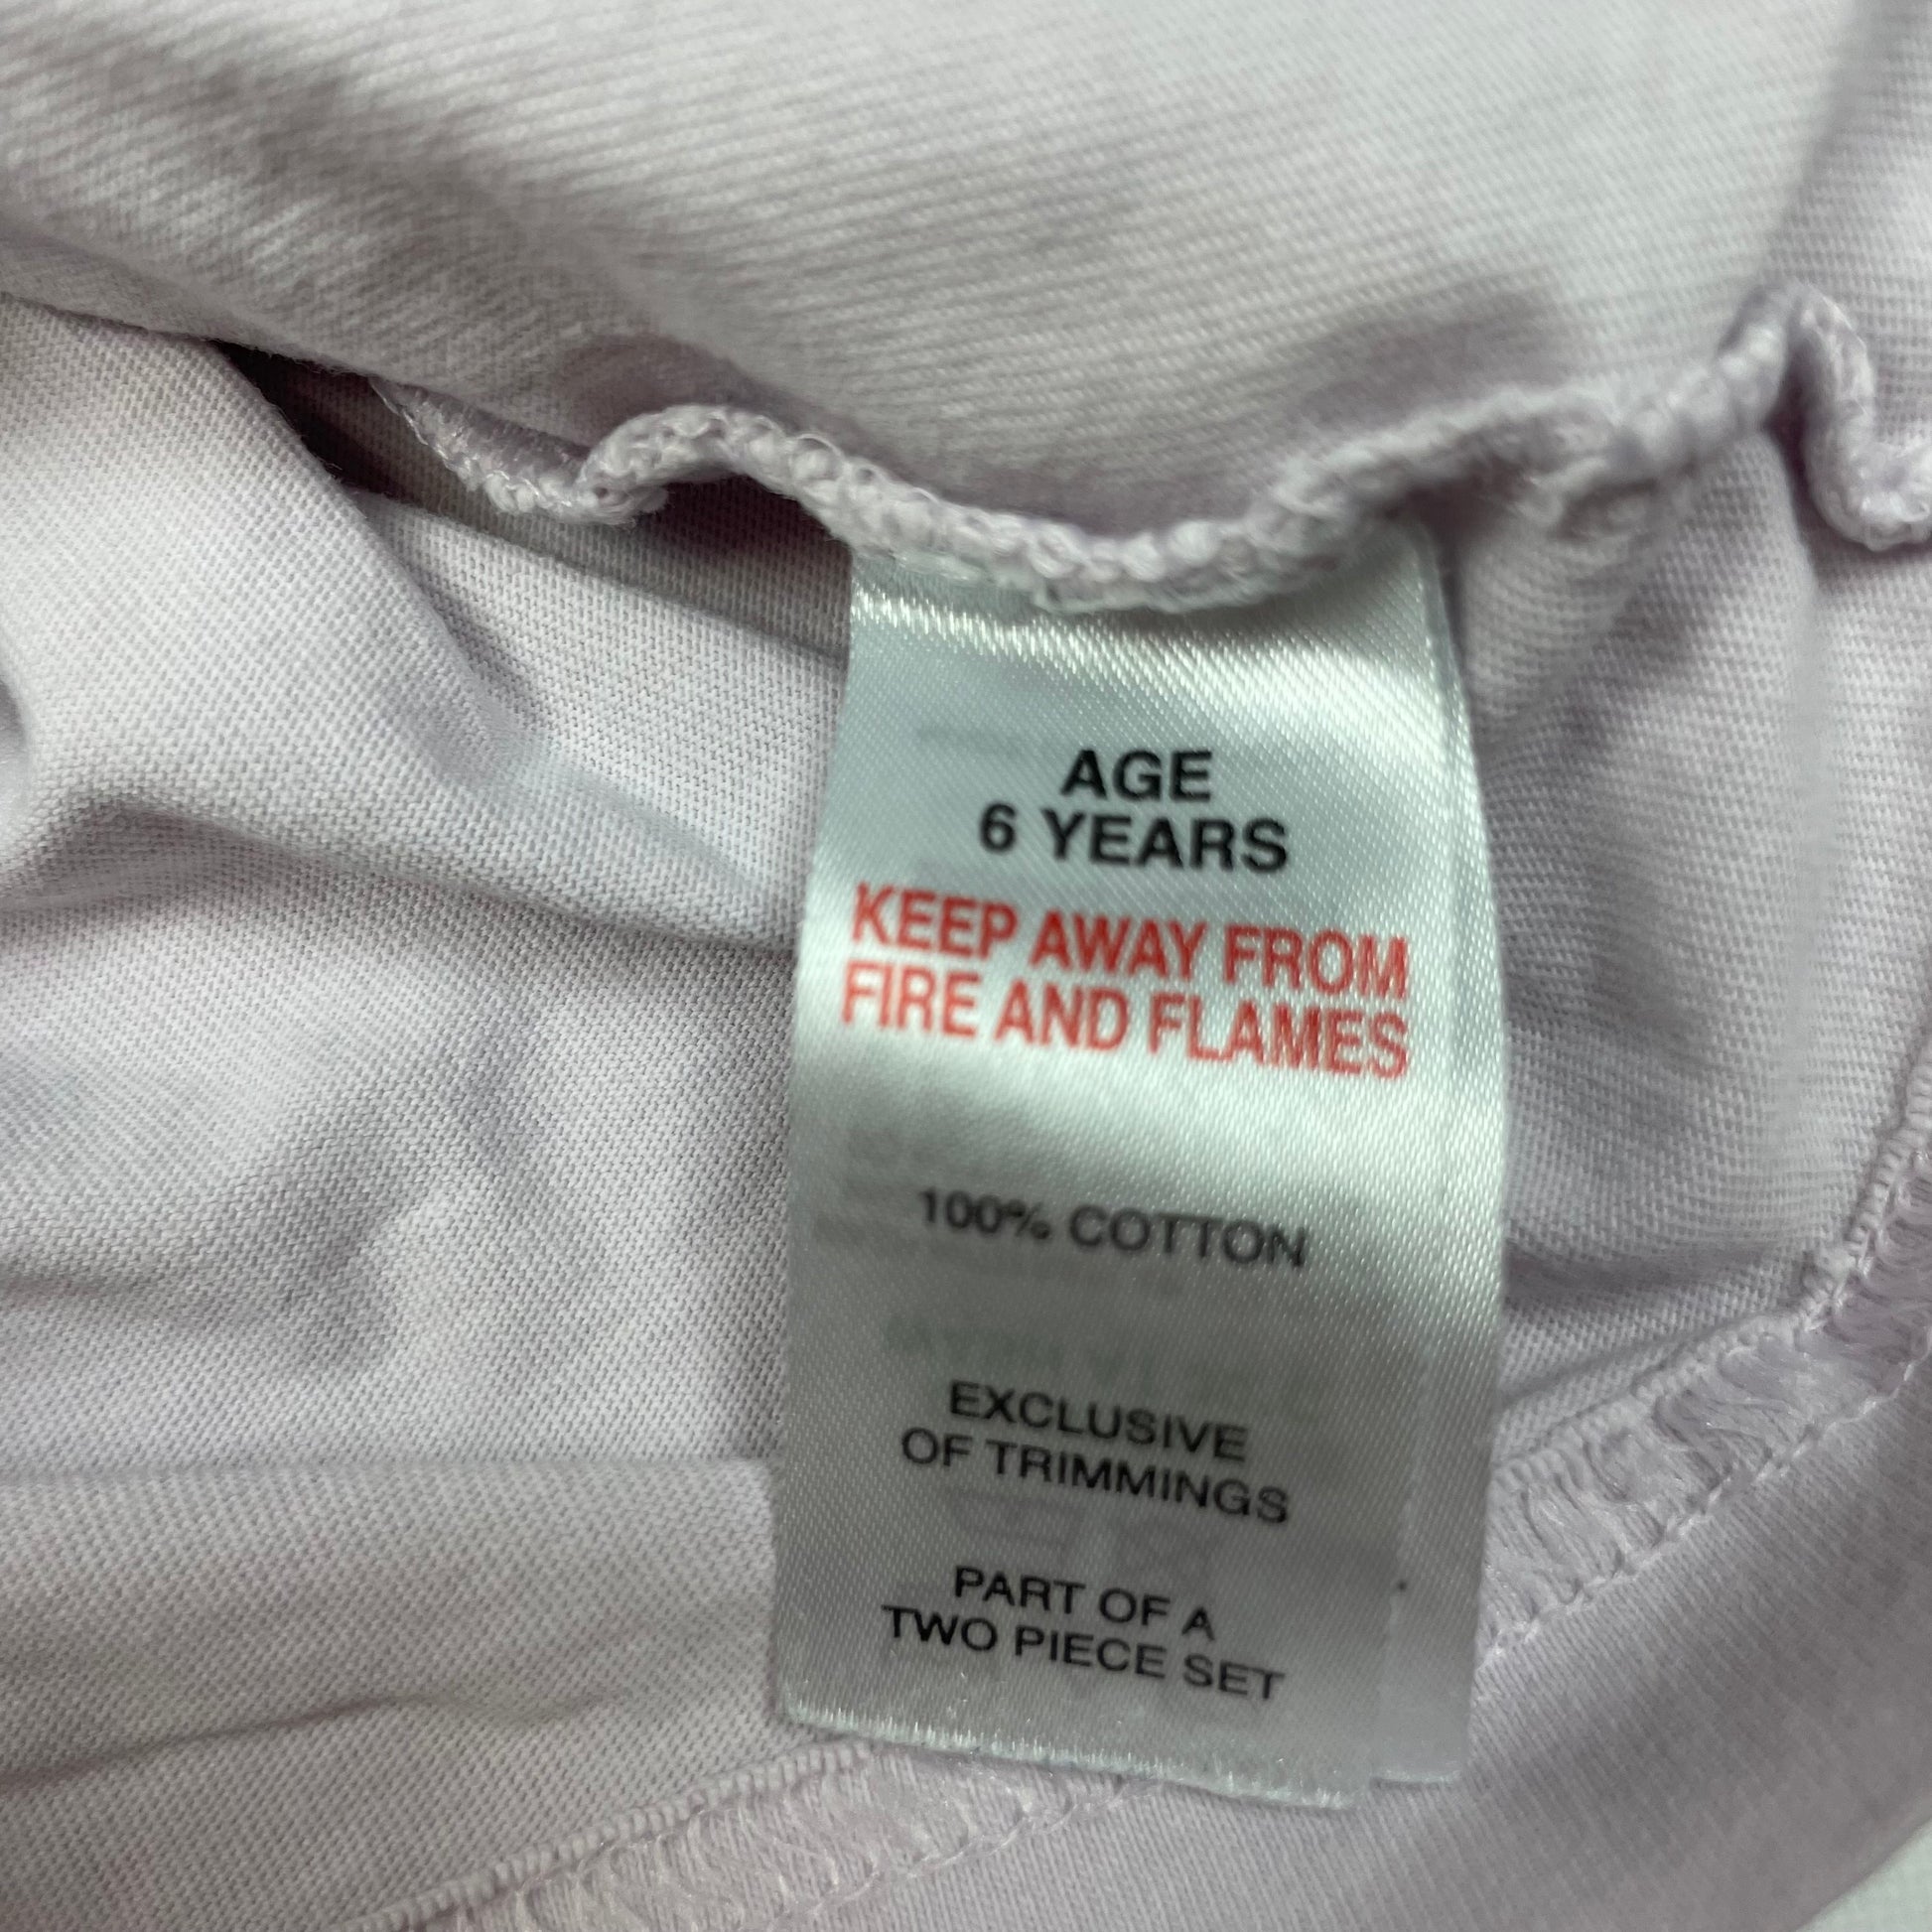 AGE
6 YEARS
KEEP AWAY FROM
FIRE AND FLAMES
100% COTTON
EXCLUSIVE
OF TRIMMINGS
PART OF A
TWO PIECE SET